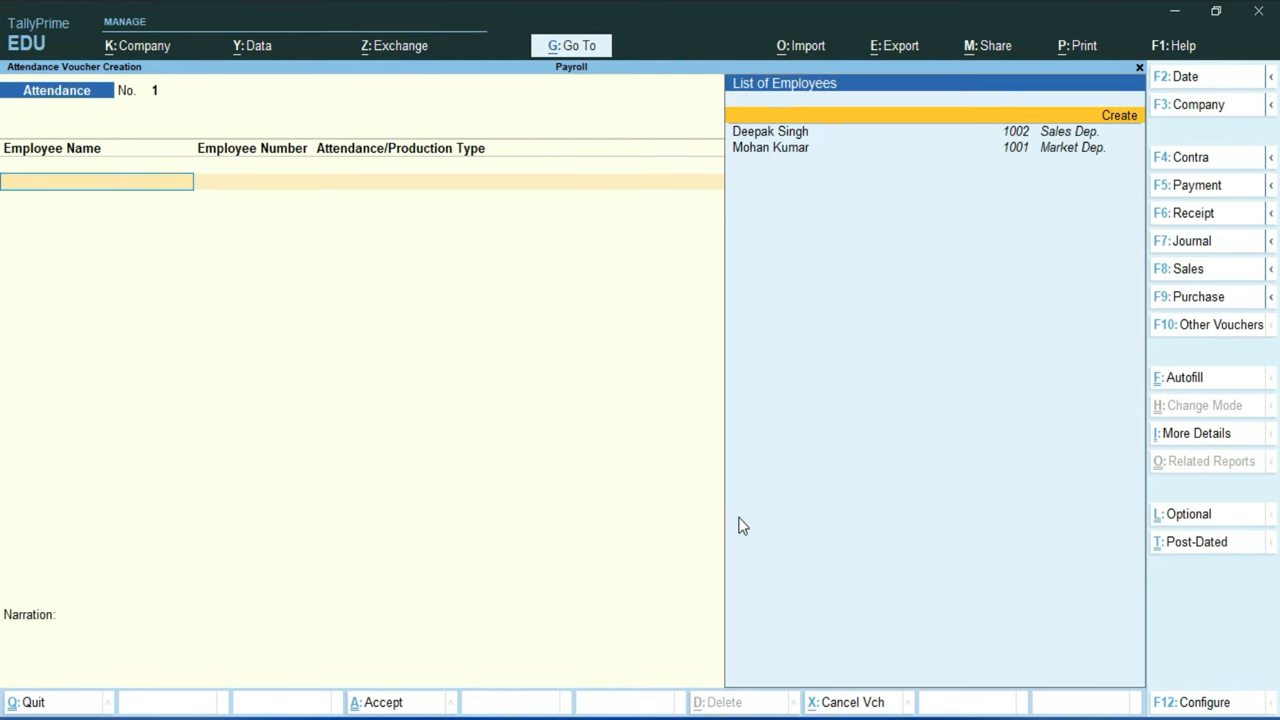 TallyPrime
EDU
MANAGE
K: Company Y: Data Z: Exchange G: Go To O: Import E: Export M: Share P: Print F1: Help
Attendance Voucher Creation Payroll
Attendance No. 1
Employee Name Employee Number Attendance/Production Type
List of Employees
Create
Deepak Singh 1002 Sales Dep.
Mohan Kumar 1001 Market Dep.
Narration:
F2: Date
F3: Company
F4: Contra
F5: Payment
F6: Receipt
F7: Journal
F8: Sales
F9: Purchase
F10: Other Vouchers
F: Autofill
H: Change Mode
I: More Details
O: Related Reports
L: Optional
T: Post-Dated
Q: Quit A: Accept D: Delete X: Cancel Vch F12: Configure